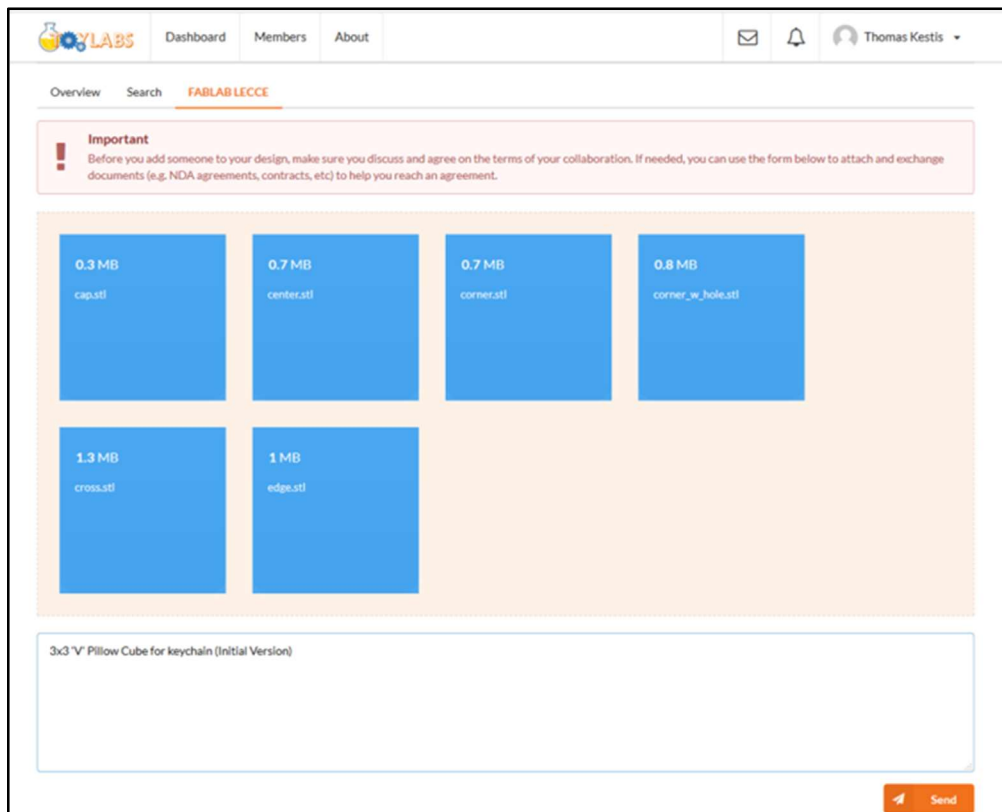 JOYLABS Dashboard Members About Thomas Kestis
Overview Search FABLAB LECCE
! Important
Before you add someone to your design, make sure you discuss and agree on the terms of your collaboration. If needed, you can use the form below to attach and exchange
documents (e.g. NDA agreements, contracts, etc) to help you reach an agreement.
0.3 MB 0.7 MB 0.7 MB 0.8 MB
cap.stl center.stl corner.stl corner_w_hole.stl
1.3 MB 1 MB
cross.stl edge.stl
3x3 'V' Pillow Cube for keychain (Initial Version)
Send